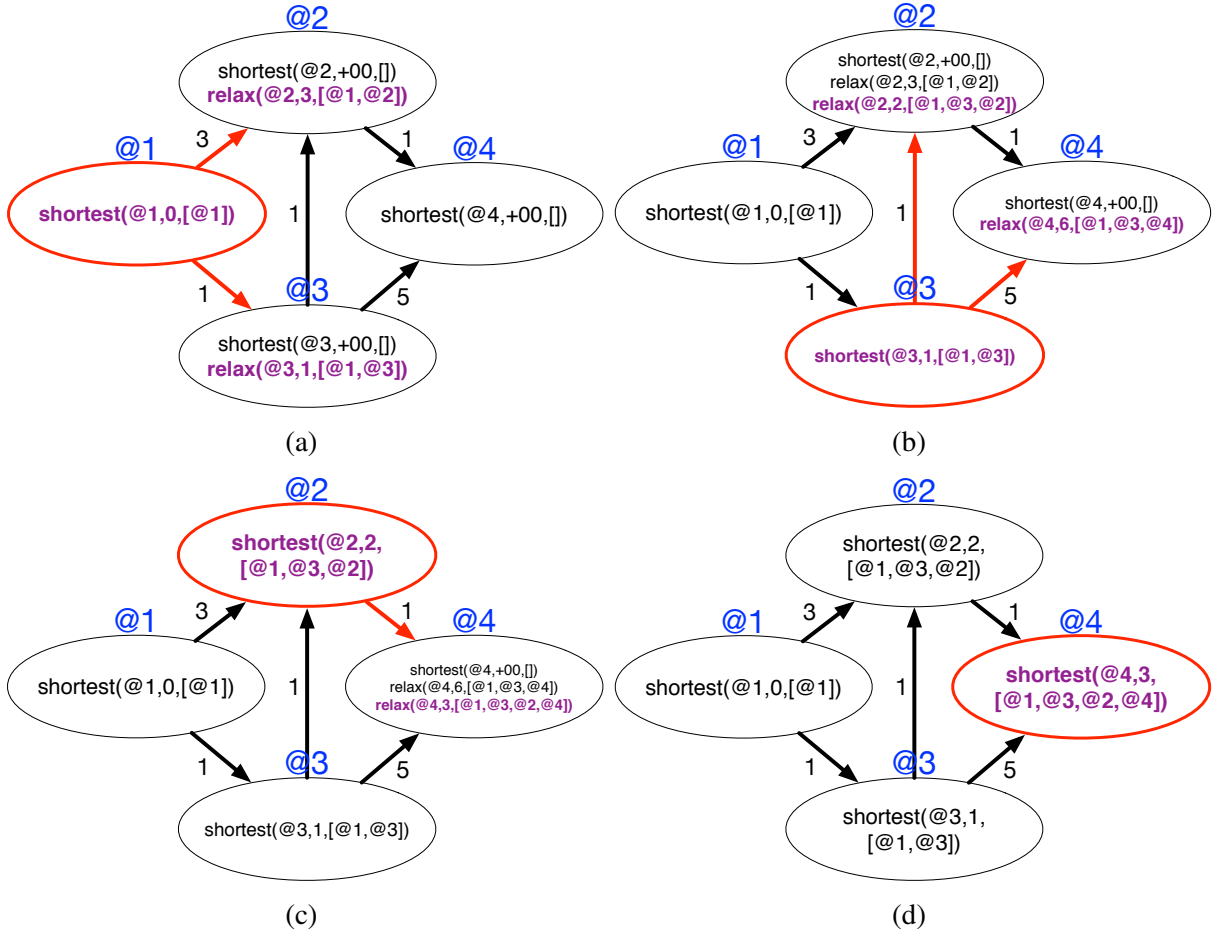 @2
shortest(@2,+00,[])
relax(@2,3,[@1,@2])
@1
3
1
@4
shortest(@1,0,[@1])
1
shortest(@4,+00,[])
1
@3
5
shortest(@3,+00,[])
relax(@3,1,[@1,@3])
(a)
@2
shortest(@2,+00,[])
relax(@2,3,[@1,@2])
relax(@2,2,[@1,@3,@2])
@1
3
1
@4
shortest(@1,0,[@1])
1
shortest(@4,+00,[])
relax(@4,6,[@1,@3,@4])
1
@3
5
shortest(@3,1,[@1,@3])
(b)
@2
shortest(@2,2,
[@1,@3,@2])
@1
3
1
@4
shortest(@1,0,[@1])
1
shortest(@4,+00,[])
relax(@4,6,[@1,@3,@4])
relax(@4,3,[@1,@3,@2,@4])
1
@3
5
shortest(@3,1,[@1,@3])
(c)
@2
shortest(@2,2,
[@1,@3,@2])
@1
3
1
@4
shortest(@1,0,[@1])
1
shortest(@4,3,
[@1,@3,@2,@4])
1
@3
5
shortest(@3,1,
[@1,@3])
(d)